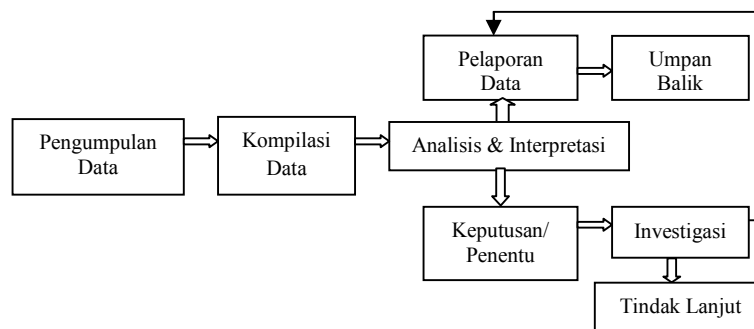 Pelaporan
Data
Umpan
Balik
Pengumpulan
Data
Kompilasi
Data
Analisis & Interpretasi
Keputusan/
Penentu
Investigasi
Tindak Lanjut